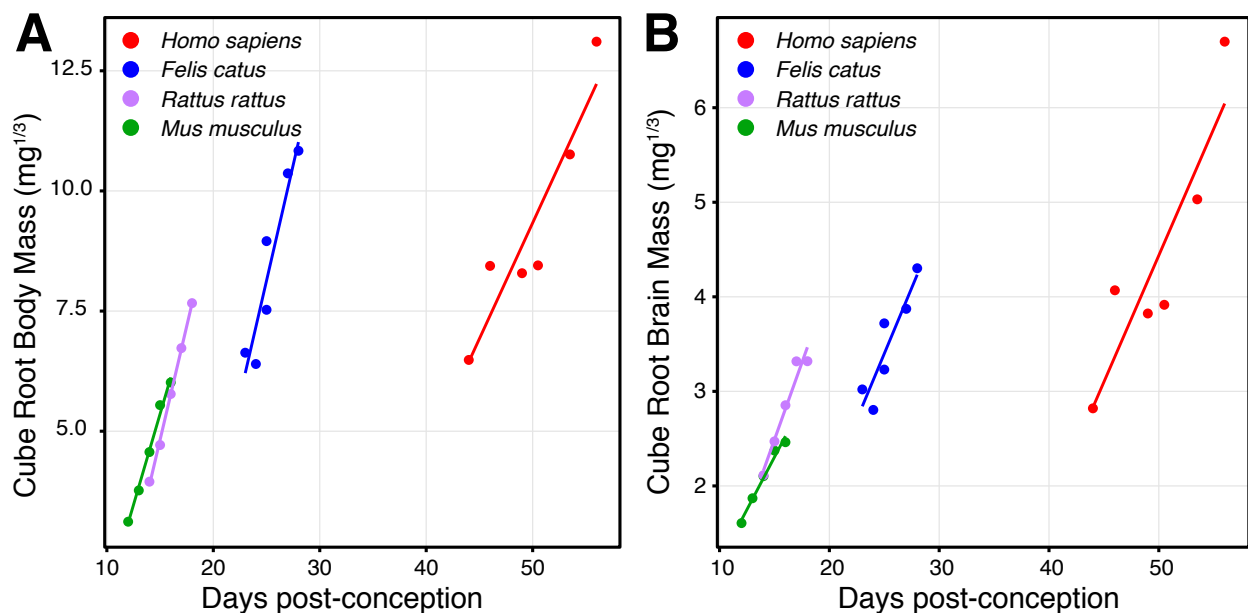 A
Homo sapiens
Felis catus
Rattus rattus
Mus musculus
Cube Root Body Mass (mg1/3)
12.5
10.0
7.5
5.0
10
20
30
40
50
Days post-conception
B
Homo sapiens
Felis catus
Rattus rattus
Mus musculus
Cube Root Brain Mass (mg1/3)
6
5
4
3
2
10
20
30
40
50
Days post-conception